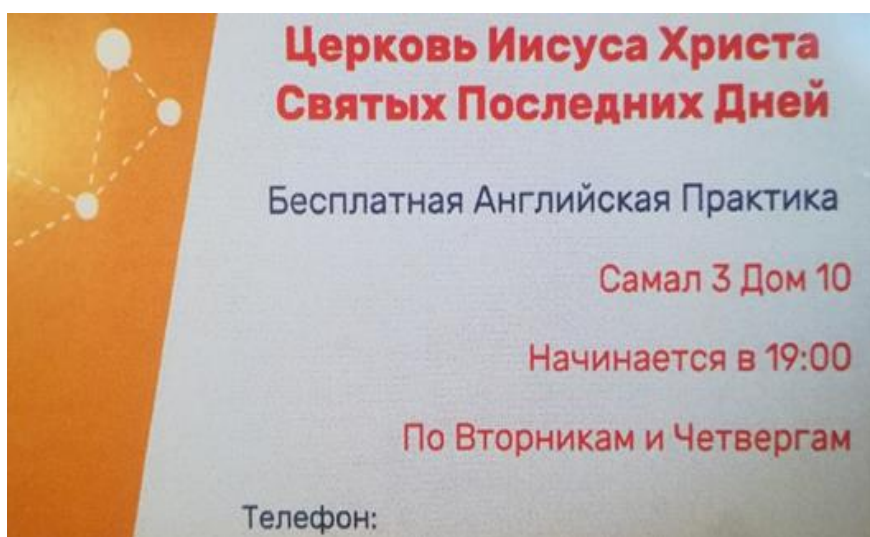 Церковь Иисуса Христа
Святых Последних Дней
Бесплатная Английская Практика
Самал 3 Дом 10
Начинается в 19:00
По Вторникам и Четвергам
Телефон: